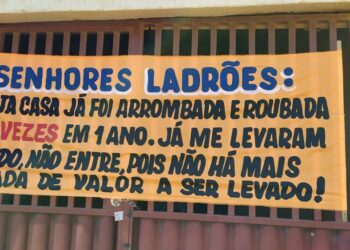 SENHORES LADRÕES:
TA CASA JÁ FOI ARROMBADA E ROUBADA
VEZES EM 1 ANO. JÁ ME LEVARAM
DO, NÃO ENTRE, POIS NÃO HÁ MAIS
ADA DE VALOR A SER LEVADO!